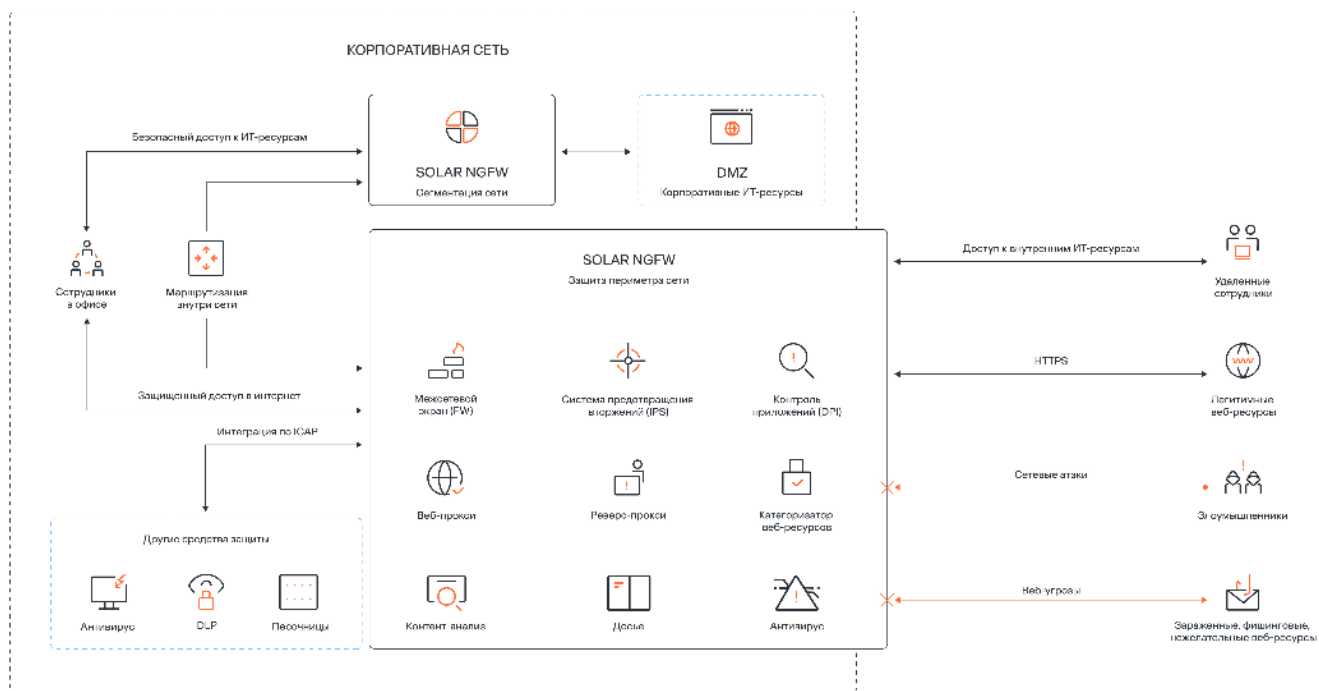 КОРПОРАТИВНАЯ СЕТЬ
Безопасный доступ к ИТ-ресурсам
SOLAR NGFW
Сегментация сети
DMZ
Корпоративные ИТ-ресурсы
Сотрудники
в офисе
Маршрутизация
внутри сети
SOLAR NGFW
Защита периметра сети
Доступ к внутренним ИТ-ресурсам
Удаленные
сотрудники
Защищенный доступ в интернет
Межсетевой
экран (FW)
Система предотвращения
вторжений (IPS)
Контроль
приложений (DPI)
HTTPS
Легитимные
веб-ресурсы
Интеграция по ICAP
Веб-прокси
Реверс-прокси
Категоризатор
веб-ресурсов
Сетевые атаки
Злоумышленники
Другие средства защиты
Антивирус
DLP
Песочницы
Контент-анализ
Досье
Антивирус
Веб-угрозы
Зараженные, фишинговые,
нежелательные веб-ресурсы